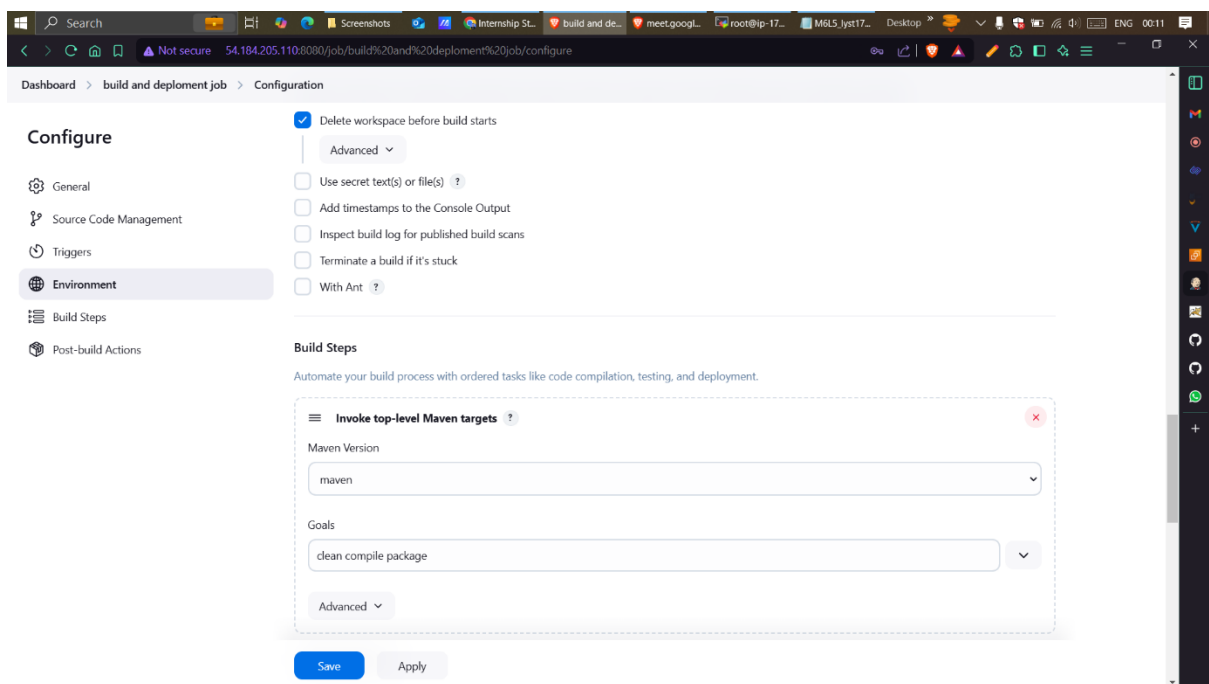 Search
Screenshots
Internship St...
build and de...
meet.googl...
root@ip-17...
M6L5_lyst17...
Desktop »
ENG 00:11
Not secure 54.184.205.110:8080/job/build%20and%20deploment%20job/configure
Dashboard > build and deploment job > Configuration
Configure
General
Source Code Management
Triggers
Environment
Build Steps
Post-build Actions
Delete workspace before build starts
Advanced
Use secret text(s) or file(s) ?
Add timestamps to the Console Output
Inspect build log for published build scans
Terminate a build if it's stuck
With Ant ?
Build Steps
Automate your build process with ordered tasks like code compilation, testing, and deployment.
Invoke top-level Maven targets ?
Maven Version
maven
Goals
clean compile package
Advanced
Save Apply